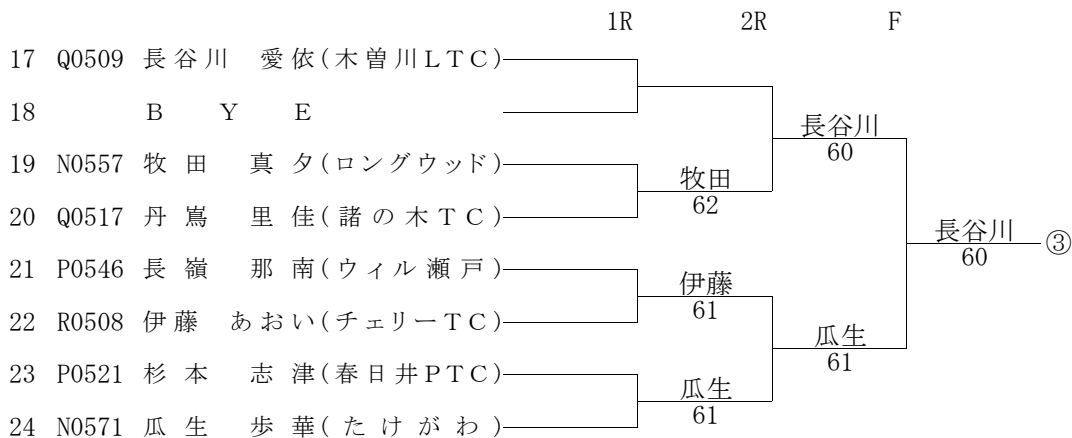 1R 2R F
17 Q0509 長谷川 愛依(木曽川LTC)
18 B Y E
長谷川
60
19 N0557 牧田 真夕(ロングウッド)
牧田
62
20 Q0517 丹嶌 里佳(諸の木TC)
長谷川 ③
60
21 P0546 長嶺 那南(ウィル瀬戸)
伊藤
61
22 R0508 伊藤 あおい(チェリーTC)
瓜生
61
23 P0521 杉本 志津(春日井PTC)
瓜生
61
24 N0571 瓜生 歩華(たけがわ)